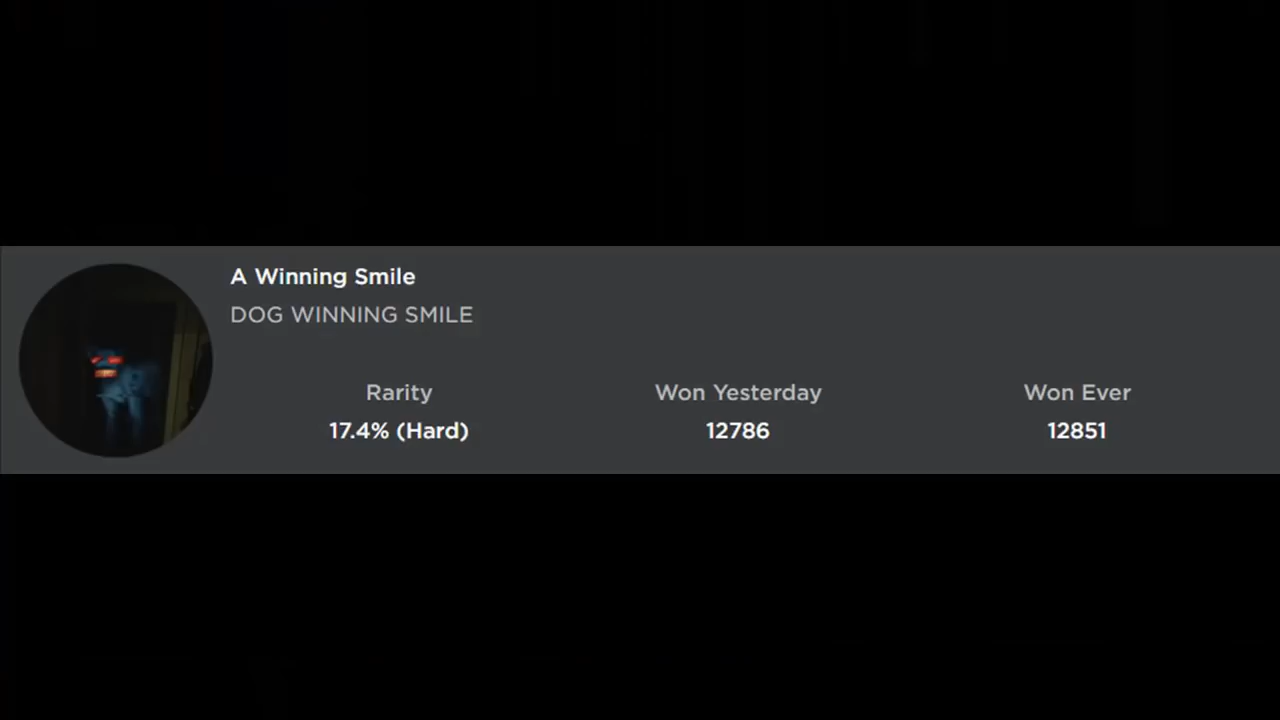 A Winning Smile
DOG WINNING SMILE
Rarity Won Yesterday Won Ever
17.4% (Hard) 12786 12851